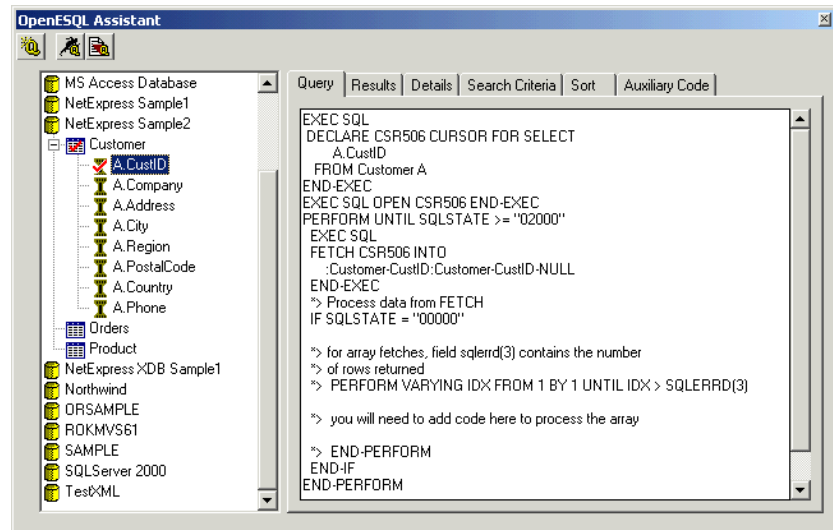 OpenESQL Assistant
MS Access Database
NetExpress Sample1
NetExpress Sample2
Customer
A.CustID
A.Company
A.Address
A.City
A.Region
A.PostalCode
A.Country
A.Phone
Orders
Product
NetExpress XDB Sample1
Northwind
ORSAMPLE
ROKMVS61
SAMPLE
SQLServer 2000
TestXML
Query Results Details Search Criteria Sort Auxiliary Code
EXEC SQL
DECLARE CSR506 CURSOR FOR SELECT
A.CustID
FROM Customer A
END-EXEC
EXEC SQL OPEN CSR506 END-EXEC
PERFORM UNTIL SQLSTATE >= "02000"
EXEC SQL
FETCH CSR506 INTO
:Customer-CustID:Customer-CustID-NULL
END-EXEC
*> Process data from FETCH
IF SQLSTATE = "00000"
*> for array fetches, field sqlerrd(3) contains the number
*> of rows returned
*> PERFORM VARYING IDX FROM 1 BY 1 UNTIL IDX > SQLERRD(3)
*> you will need to add code here to process the array
*> END-PERFORM
END-IF
END-PERFORM